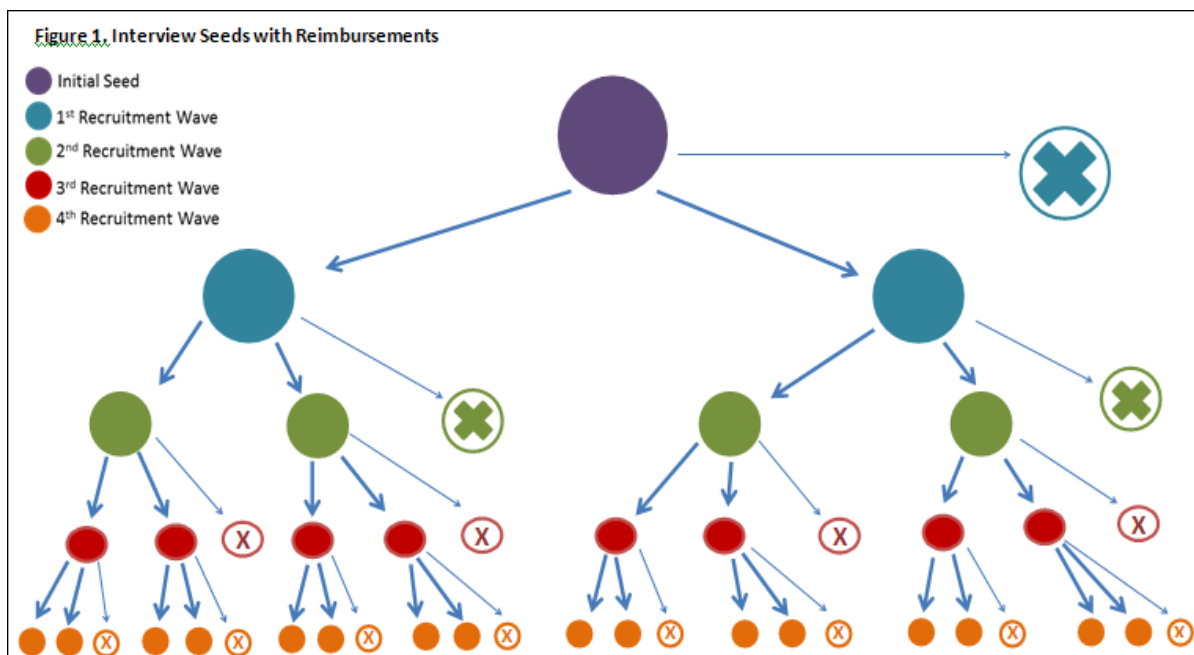 Figure 1. Interview Seeds with Reimbursements
Initial Seed
1st Recruitment Wave
2nd Recruitment Wave
3rd Recruitment Wave
4th Recruitment Wave
X X X X
X X X X X X X X